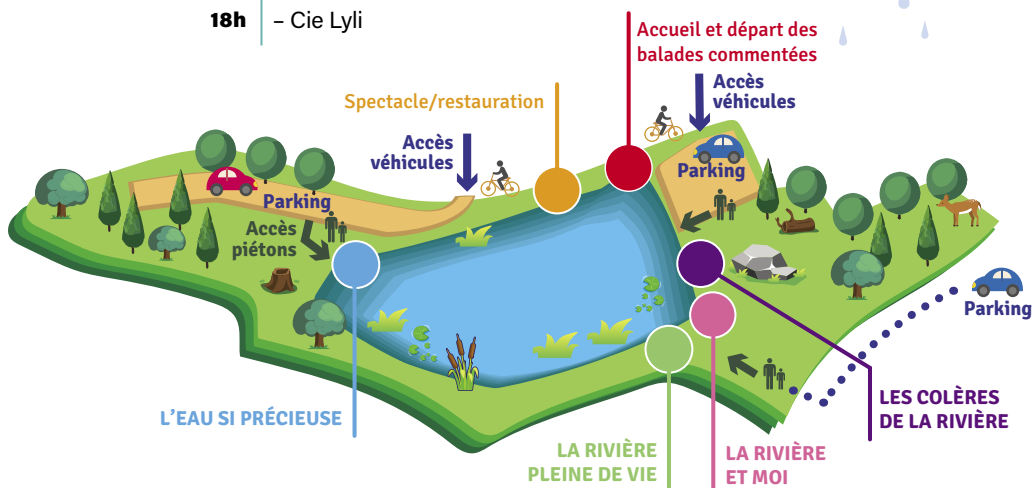 18h – Cie Lyli
Accueil et départ des
balades commentées
Spectacle/restauration
Accès
véhicules
Accès
véhicules
Parking
Parking
Accès
piétons
Parking
L'EAU SI PRÉCIEUSE
LES COLÈRES
DE LA RIVIÈRE
LA RIVIÈRE
PLEINE DE VIE
LA RIVIÈRE
ET MOI